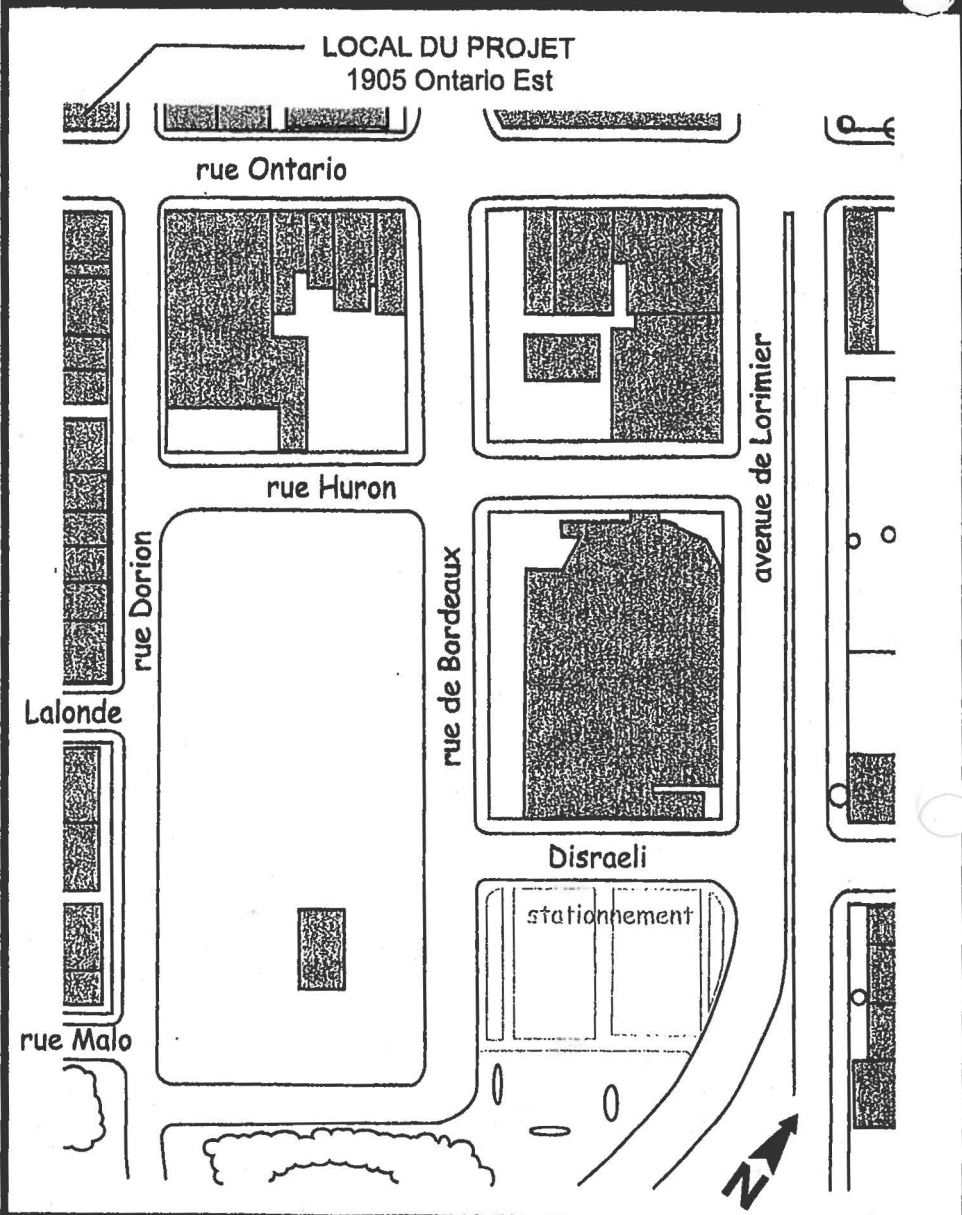 LOCAL DU PROJET
1905 Ontario Est
rue Ontario
rue Huron
avenue de Lorimier
rue Dorion
rue de Bordeaux
Lalonde
Disraeli
stationnement
rue Malo
N